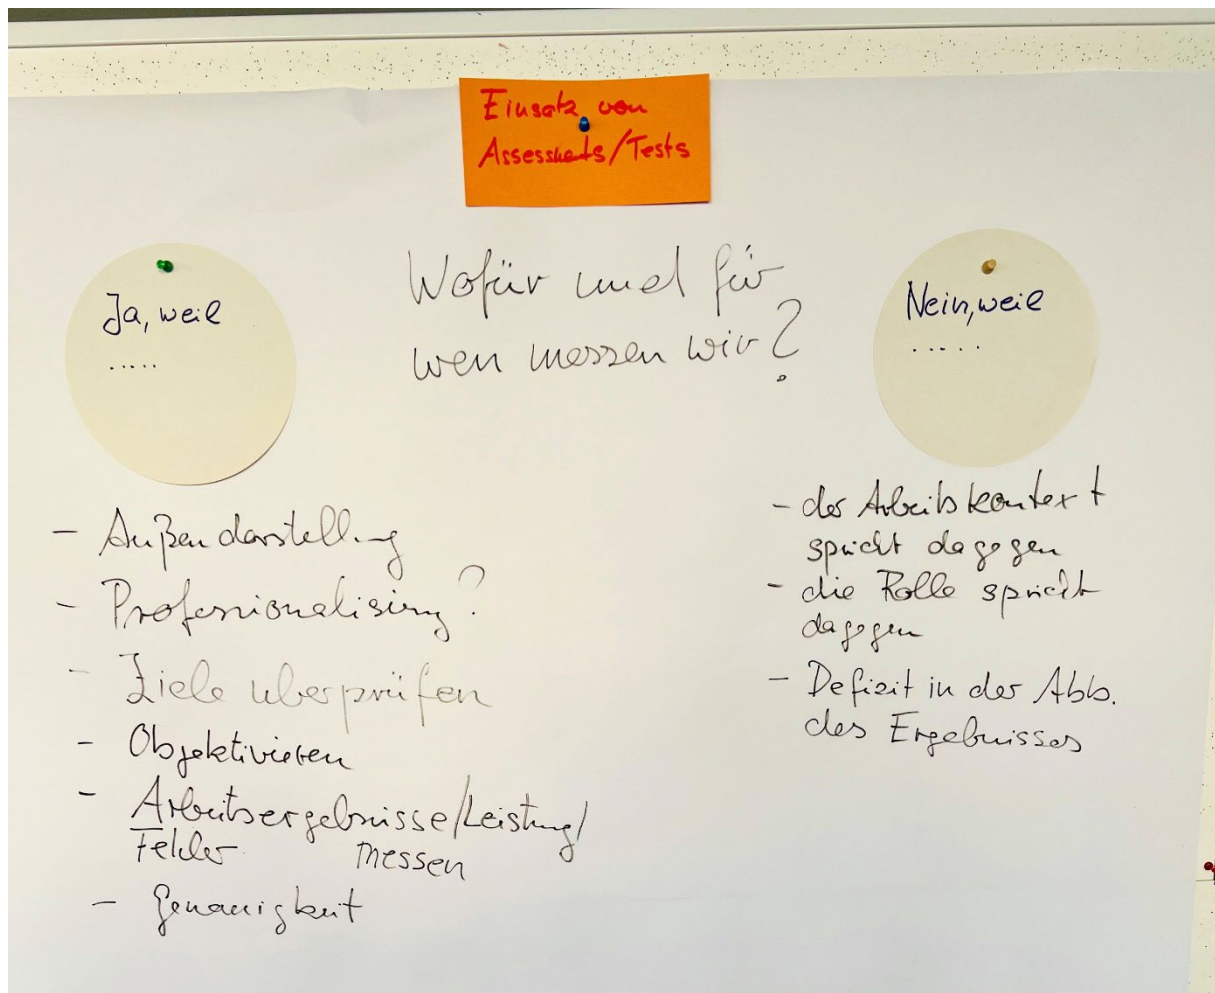 Einsatz von
Assessments/Tests
Wofür und für
wen messen wir?
Ja, weil
.....
- Außendarstellung
- Professionalisierung?
- Ziele überprüfen
- Objektivieren
- Arbeitsergebnisse/Leistung/
Fehler messen
- Genauigkeit
Nein, weil
.....
- der Arbeitskontext
spricht dagegen
- die Rolle spricht
dagegen
- Defizit in der Abb.
des Ergebnisses